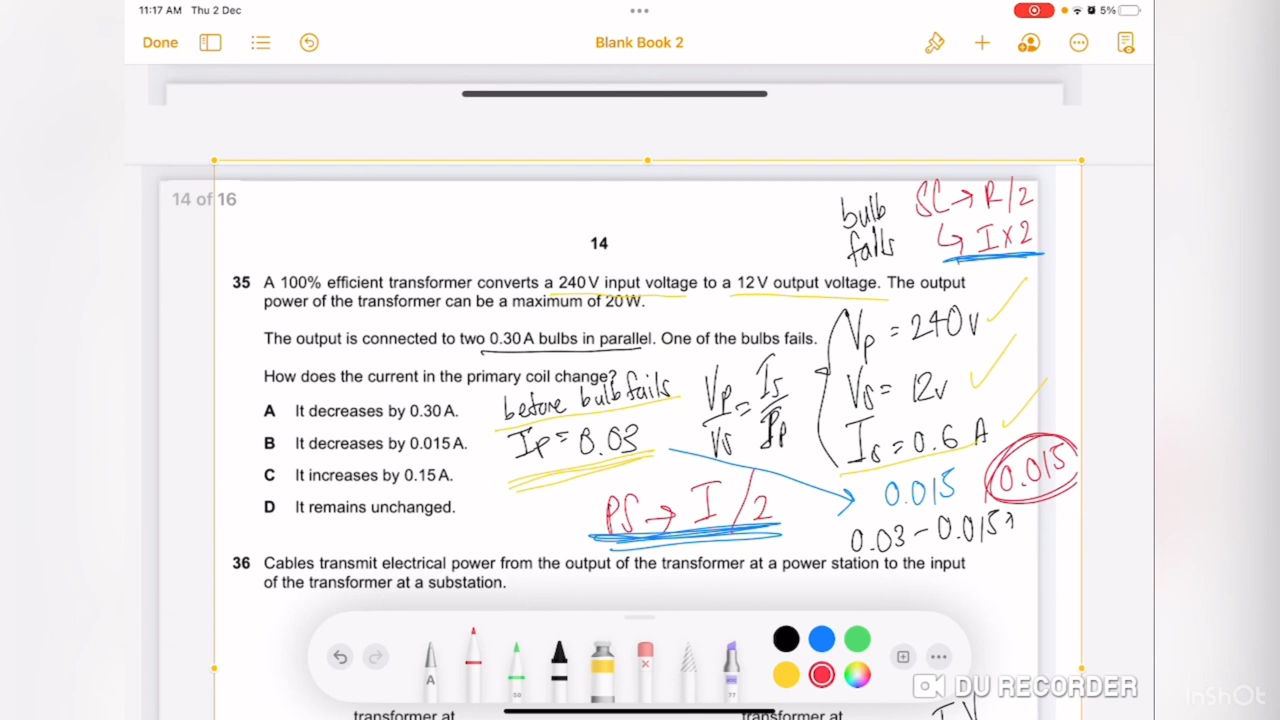 11:17 AM Thu 2 Dec
5%
Done
Blank Book 2
14 of 16
14
bulb
fails
SC → R/2
↳ I×2
35 A 100% efficient transformer converts a 240 V input voltage to a 12 V output voltage. The output
power of the transformer can be a maximum of 20 W.
The output is connected to two 0.30 A bulbs in parallel. One of the bulbs fails.
How does the current in the primary coil change?
A It decreases by 0.30 A.
B It decreases by 0.015 A.
C It increases by 0.15 A.
D It remains unchanged.
before bulb fails
Ip = 0.03
Vp/Vs = Is/Ip
Vp = 240v
Vs = 12v
Is = 0.6 A
0.015
0.015
0.03 - 0.015
PS → I/2
36 Cables transmit electrical power from the output of the transformer at a power station to the input
of the transformer at a substation.
A
50
77
DU RECORDER
InShOt
transformer at
transformer at
I V